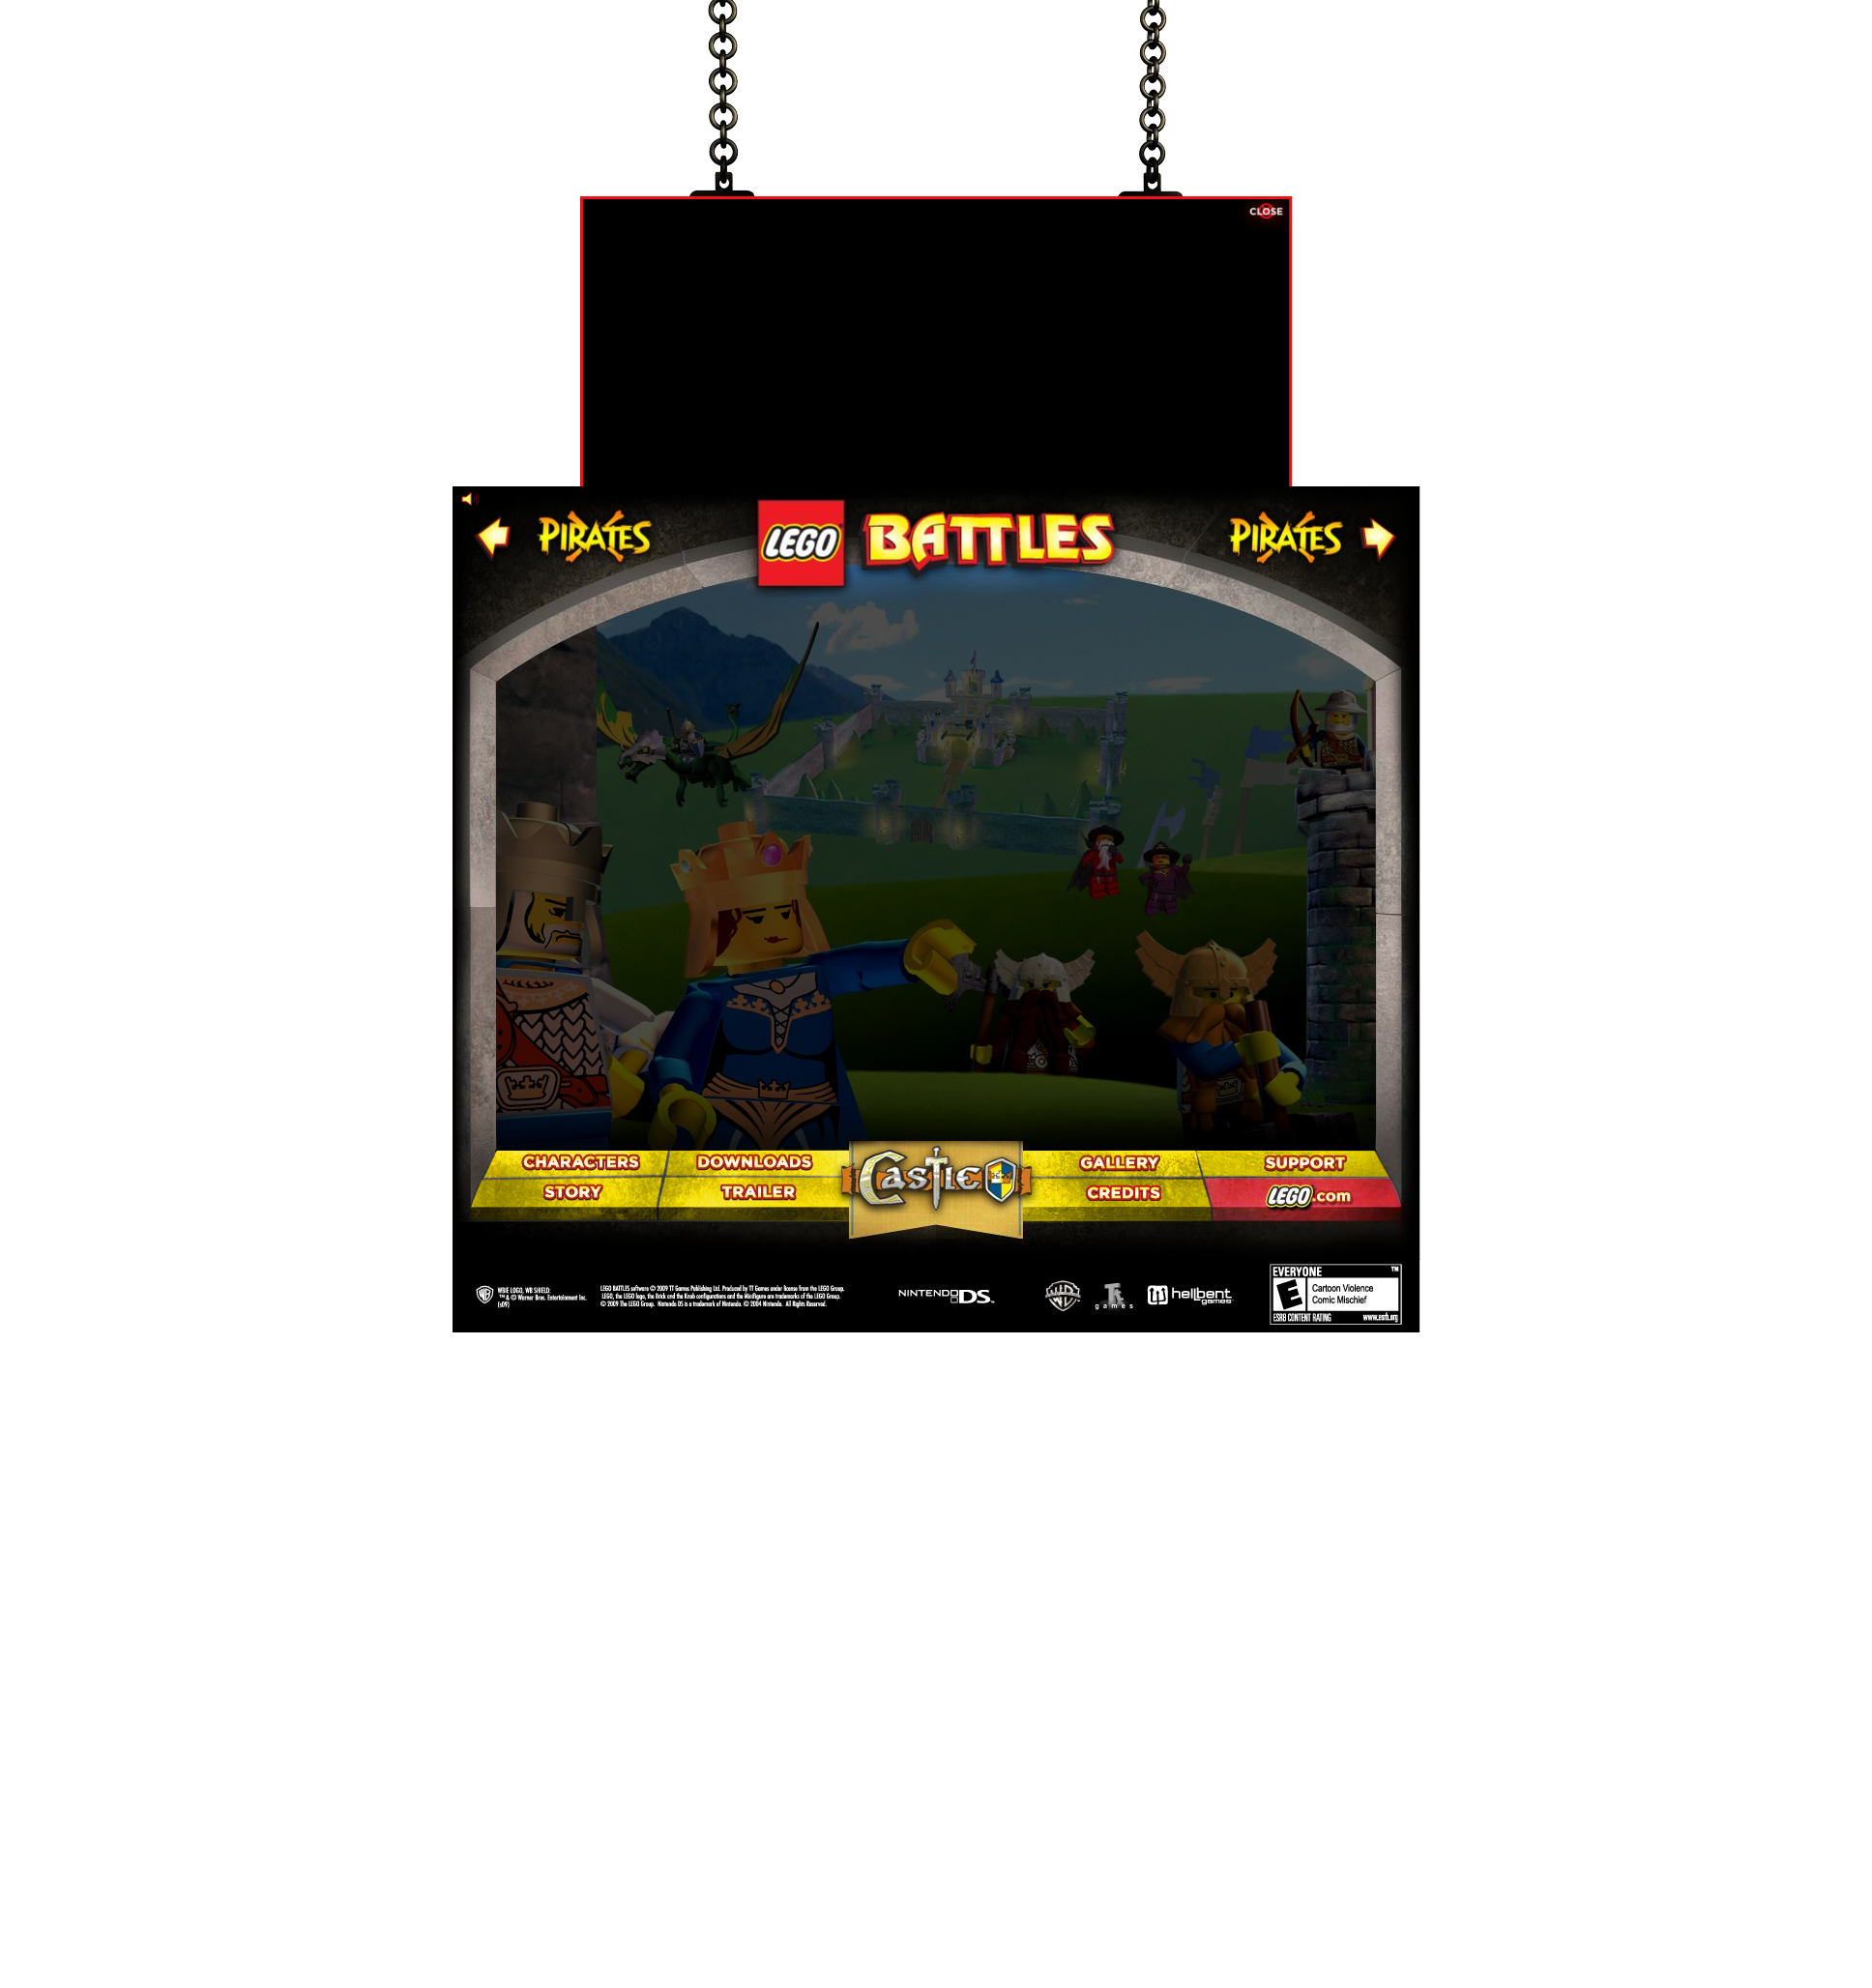 CLOSE
PIRATES
LEGO BATTLES
PIRATES
CHARACTERS
DOWNLOADS
GALLERY
SUPPORT
STORY
TRAILER
Castle
CREDITS
LEGO.com
WBIE LOGO, WB SHIELD:
™ & © Warner Bros. Entertainment Inc.
(s09)
LEGO BATTLES software © 2009 TT Games Publishing Ltd. Produced by TT Games under license from the LEGO Group.
LEGO, the LEGO logo, the Brick and the Knob configurations and the Minifigure are trademarks of the LEGO Group.
© 2009 The LEGO Group. Nintendo DS is a trademark of Nintendo. © 2004 Nintendo. All Rights Reserved.
NINTENDO DS™
games
hellbent
games
EVERYONE ™
E
Cartoon Violence
Comic Mischief
ESRB CONTENT RATING www.esrb.org